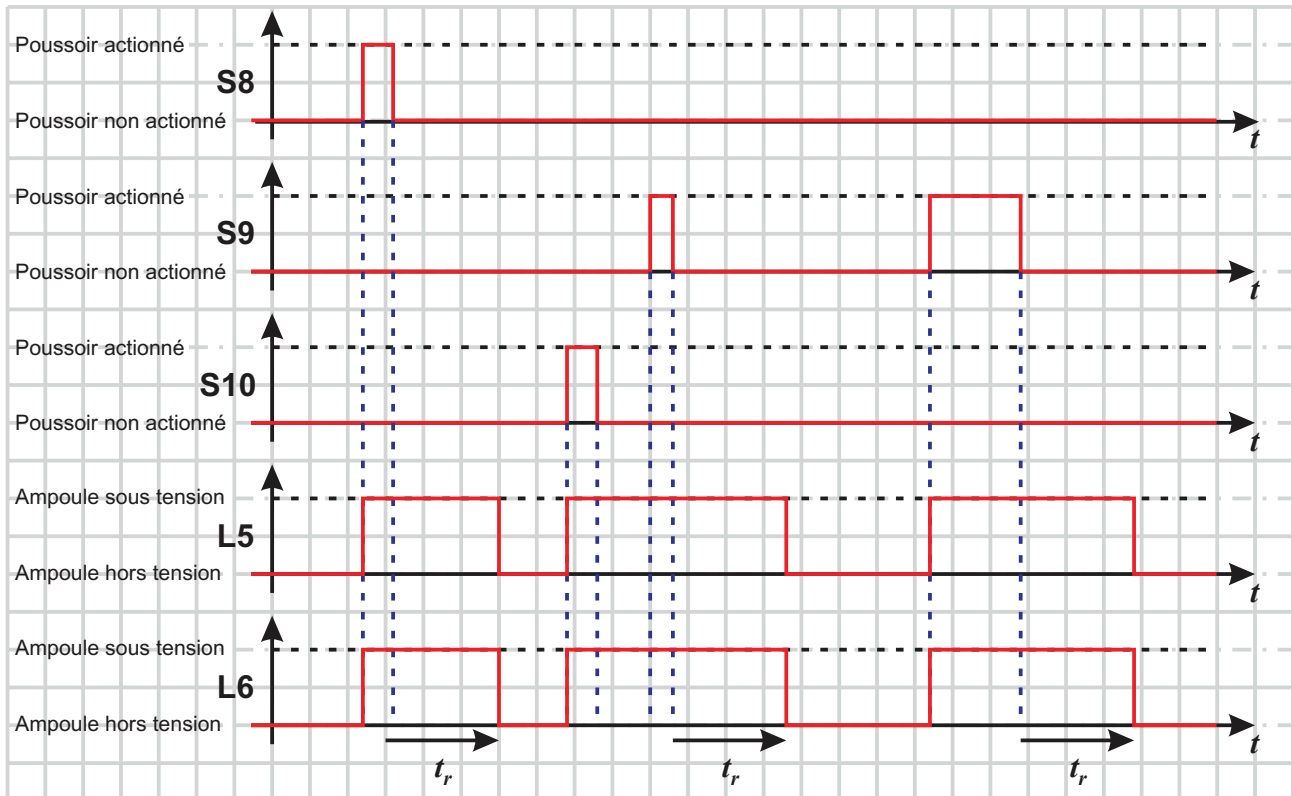 Poussoir actionné
S8
Poussoir non actionné
t
Poussoir actionné
S9
Poussoir non actionné
t
Poussoir actionné
S10
Poussoir non actionné
t
Ampoule sous tension
L5
Ampoule hors tension
t
Ampoule sous tension
L6
Ampoule hors tension
t
tr tr tr